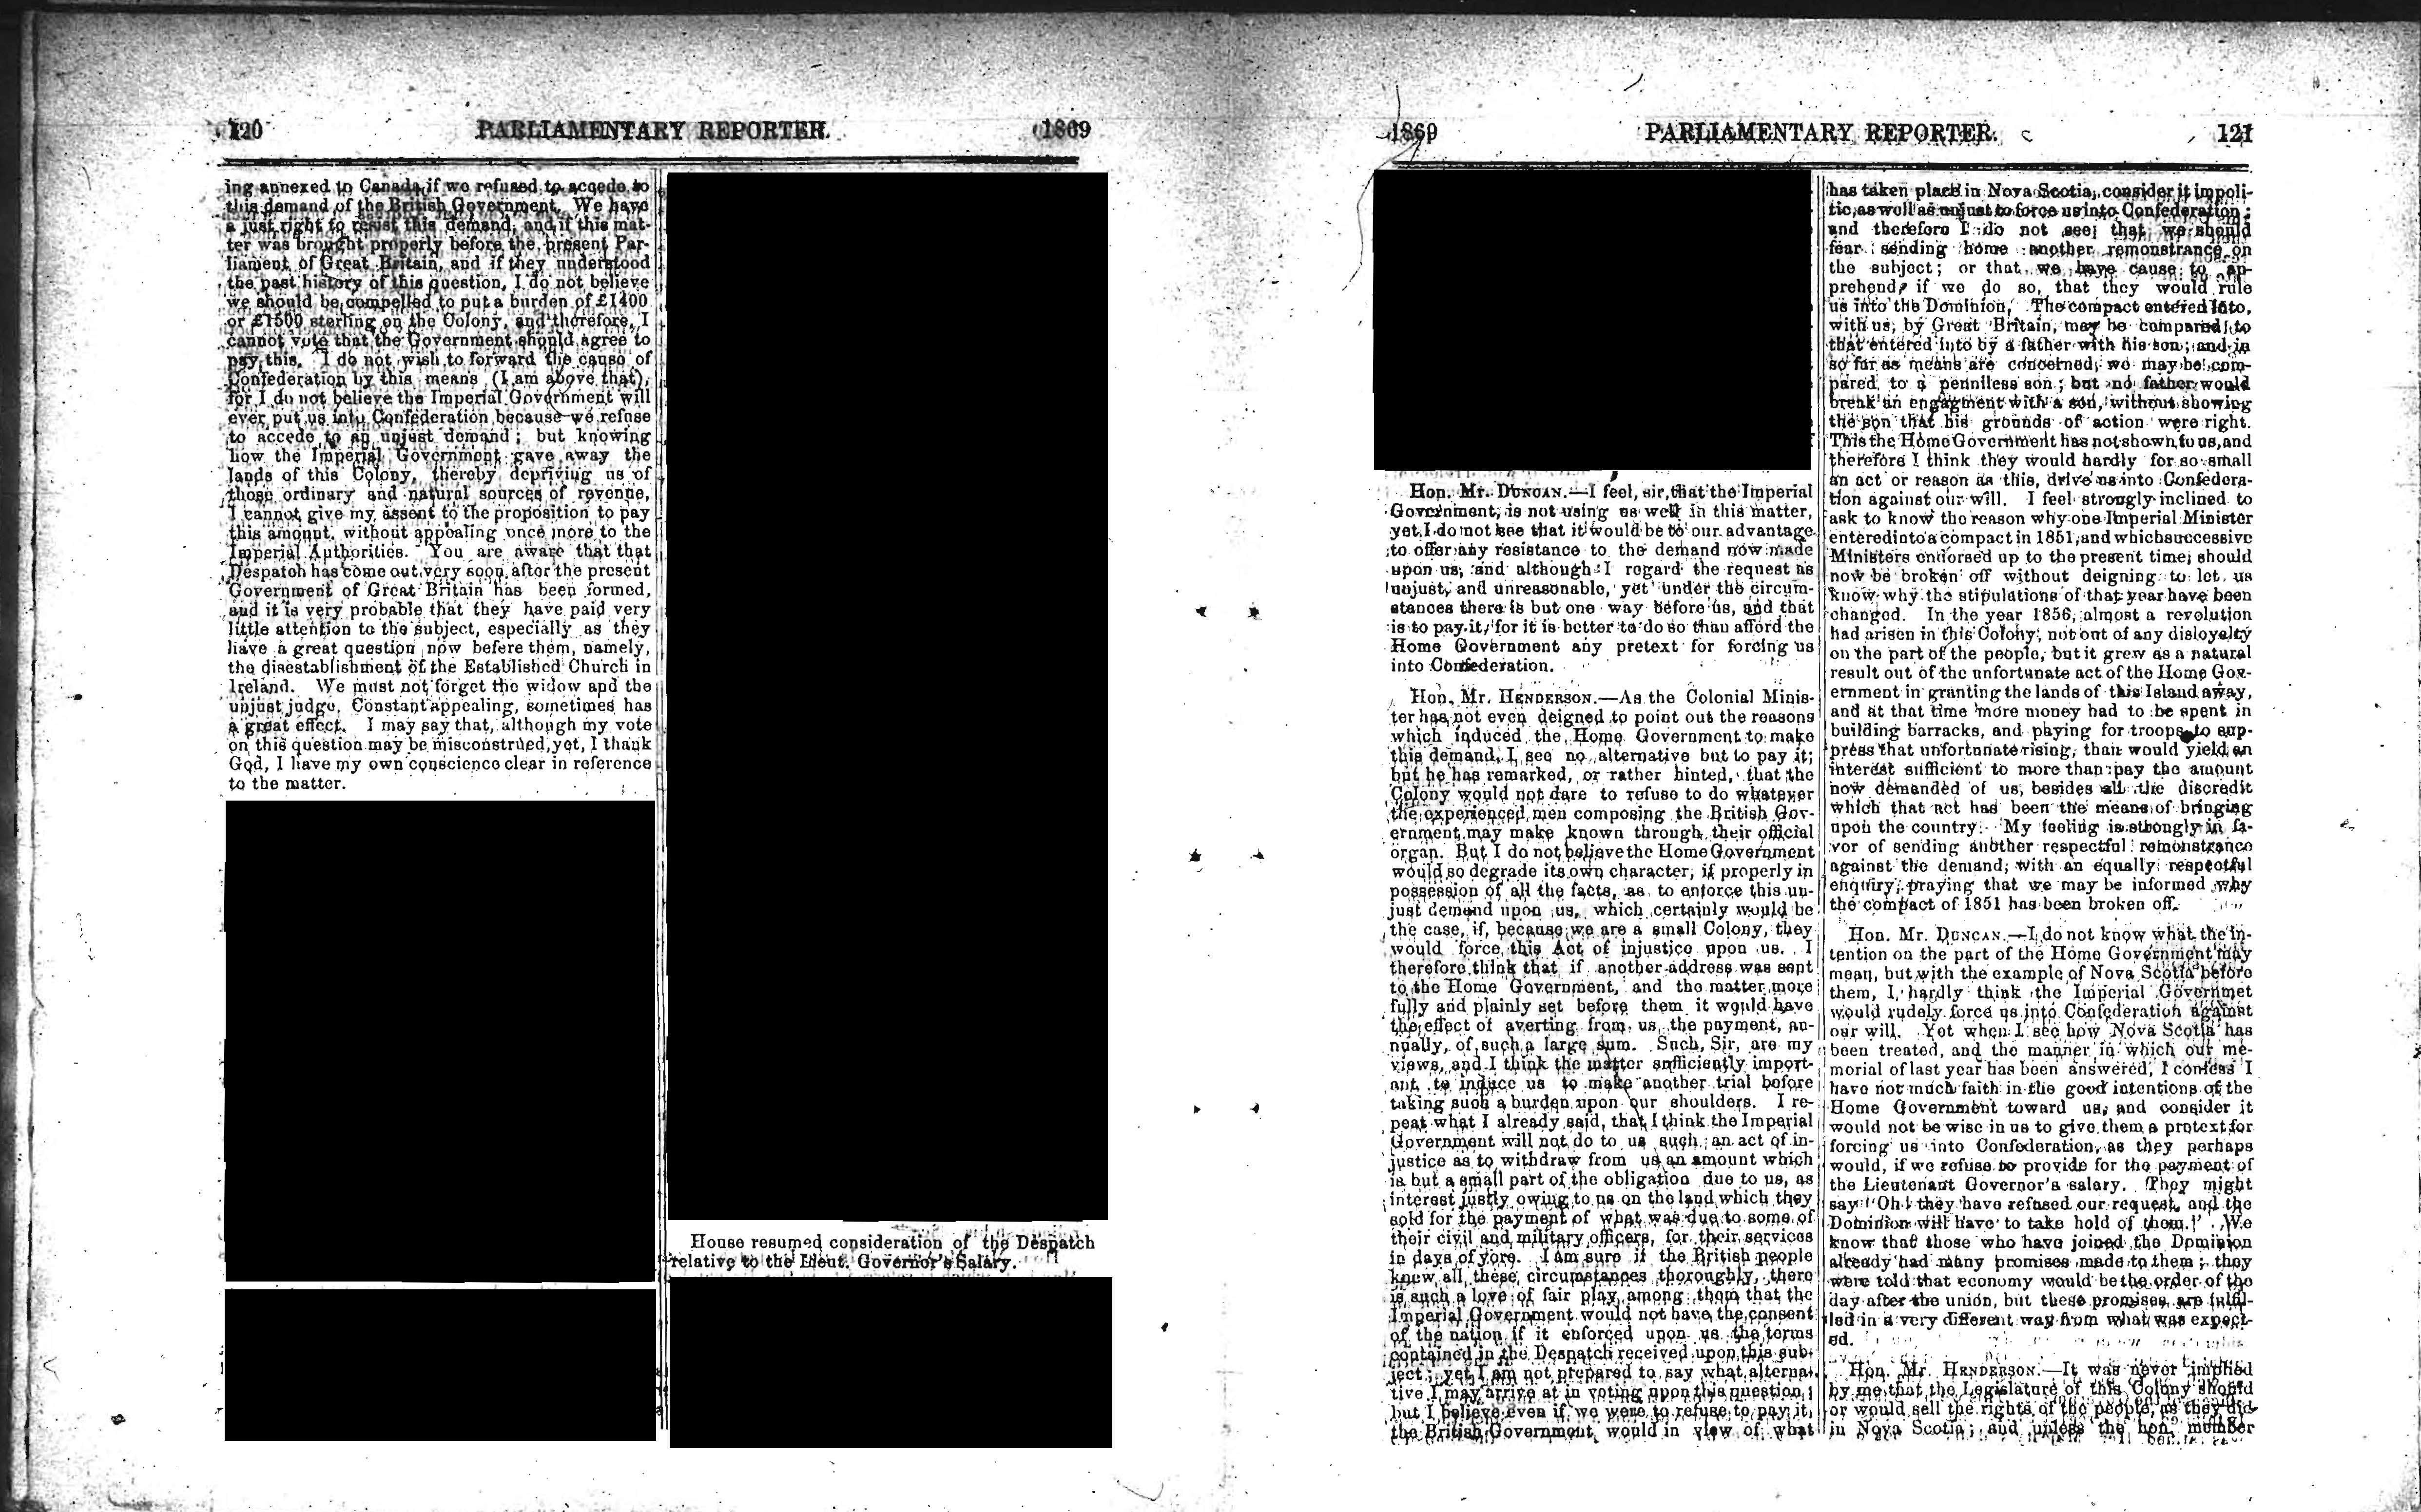 120 PARLIAMENTARY REPORTER. 1869
ing annexed to Canada if we refused to accede to
this demand of the British Government. We have
a just right to resist this demand, and if this mat-
ter was brought properly before the present Par-
liament of Great Britain, and if they understood
the past history of this question, I do not believe
we should be compelled to put a burden of £1400
or £1500 sterling on the Colony, and therefore, I
cannot vote that the Government should agree to
pay this. I do not wish to forward the cause of
Confederation by this means (I am above that),
for I do not believe the Imperial Government will
ever put us into Confederation because we refuse
to accede to an unjust demand; but knowing
how the Imperial Government gave away the
lands of this Colony, thereby depriving us of
those ordinary and natural sources of revenue,
I cannot give my assent to the proposition to pay
this amount, without appealing once more to the
Imperial Authorities. You are aware that that
Despatch has come out very soon after the present
Government of Great Britain has been formed,
and it is very probable that they have paid very
little attention to the subject, especially as they
have a great question now before them, namely,
the disestablishment of the Established Church in
Ireland. We must not forget the widow and the
unjust judge. Constant appealing, sometimes has
a great effect. I may say that, although my vote
on this question may be misconstrued, yet, I thank
God, I have my own conscience clear in reference
to the matter.
House resumed consideration of the Despatch
relative to the Lieut. Governor's Salary.
1869 PARLIAMENTARY REPORTER. 121
Hon. Mr. DUNCAN.—I feel, sir, that the Imperial
Government, is not using us well in this matter,
yet I do not see that it would be to our advantage
to offer any resistance to the demand now made
upon us, and although I regard the request as
unjust, and unreasonable, yet under the circum-
stances there is but one way before us, and that
is to pay it, for it is better to do so than afford the
Home Government any pretext for forcing us
into Confederation.
Hon. Mr. HENDERSON.—As the Colonial Minis-
ter has not even deigned to point out the reasons
which induced the Home Government to make
this demand, I see no alternative but to pay it;
but he has remarked, or rather hinted, that the
Colony would not dare to refuse to do whatever
the experienced men composing the British Gov-
ernment may make known through their official
organ. But I do not believe the Home Government
would so degrade its own character, if properly in
possession of all the facts, as to enforce this un-
just demand upon us, which certainly would be
the case, if, because we are a small Colony, they
would force this Act of injustice upon us. I
therefore think that if another address was sent
to the Home Government, and the matter more
fully and plainly set before them it would have
the effect of averting from us, the payment, an-
nually, of such a large sum. Such, Sir, are my
views, and I think the matter sufficiently import-
ant to induce us to make another trial before
taking such a burden upon our shoulders. I re-
peat what I already said, that I think the Imperial
Government will not do to us such an act of in-
justice as to withdraw from us an amount which
is but a small part of the obligation due to us, as
interest justly owing to us on the land which they
sold for the payment of what was due to some of
their civil and military officers, for their services
in days of yore. I am sure if the British people
knew all these circumstances thoroughly, there
is such a love of fair play among them that the
Imperial Government would not have the consent
of the nation if it enforced upon us the terms
contained in the Despatch received upon this sub-
ject; yet I am not prepared to say what alterna-
tive I may arrive at in voting upon this question;
but I believe even if we were to refuse to pay it,
the British Government, would in view of what
has taken place in Nova Scotia, consider it impoli-
tic, as well as unjust to force us into Confederation;
and therefore I do not see that we should
fear sending home another remonstrance on
the subject; or that we have cause to ap-
prehend, if we do so, that they would rule
us into the Dominion. The compact entered into,
with us, by Great Britain, may be compared to
that entered into by a father with his son; and in
so far as means are concerned, we may be com-
pared, to a penniless son; but no father would
break an engagment with a son, without showing
the son that his grounds of action were right.
This the Home Government has not shown to us, and
therefore I think they would hardly for so small
an act or reason as this, drive us into Confedera-
tion against our will. I feel strongly inclined to
ask to know the reason why one Imperial Minister
entered into a compact in 1851, and which successive
Ministers endorsed up to the present time, should
now be broken off without deigning to let us
know why the stipulations of that year have been
changed. In the year 1856, almost a revolution
had arisen in this Colony, not out of any disloyalty
on the part of the people, but it grew as a natural
result out of the unfortunate act of the Home Gov-
ernment in granting the lands of this Island away,
and at that time more money had to be spent in
building barracks, and paying for troops to sup-
press that unfortunate rising, than would yield an
interest sufficient to more than pay the amount
now demanded of us, besides all the discredit
which that act has been the means of bringing
upon the country. My feeling is strongly in fa-
vor of sending another respectful remonstrance
against the demand, with an equally respectful
enquiry, praying that we may be informed why
the compact of 1851 has been broken off.
Hon. Mr. DUNCAN.—I do not know what the in-
tention on the part of the Home Government may
mean, but with the example of Nova Scotia before
them, I hardly think the Imperial Governmet
would rudely force us into Confederation against
our will. Yet when I see how Nova Scotia has
been treated, and the manner in which our me-
morial of last year has been answered, I confess I
have not much faith in the good intentions of the
Home Government toward us, and consider it
would not be wise in us to give them a pretext for
forcing us into Confederation, as they perhaps
would, if we refuse to provide for the payment of
the Lieutenant Governor's salary. They might
say "Oh! they have refused our request, and the
Dominion will have to take hold of them!" We
know that those who have joined the Dominion
already had many promises made to them; they
were told that economy would be the order of the
day after the union, but these promises are fulfil-
led in a very different way from what was expect-
ed.
Hon. Mr. HENDERSON.—It was never implied
by me that the Legislature of this Colony should
or would sell the rights of the people, as they did
in Nova Scotia; and unless the hon. member